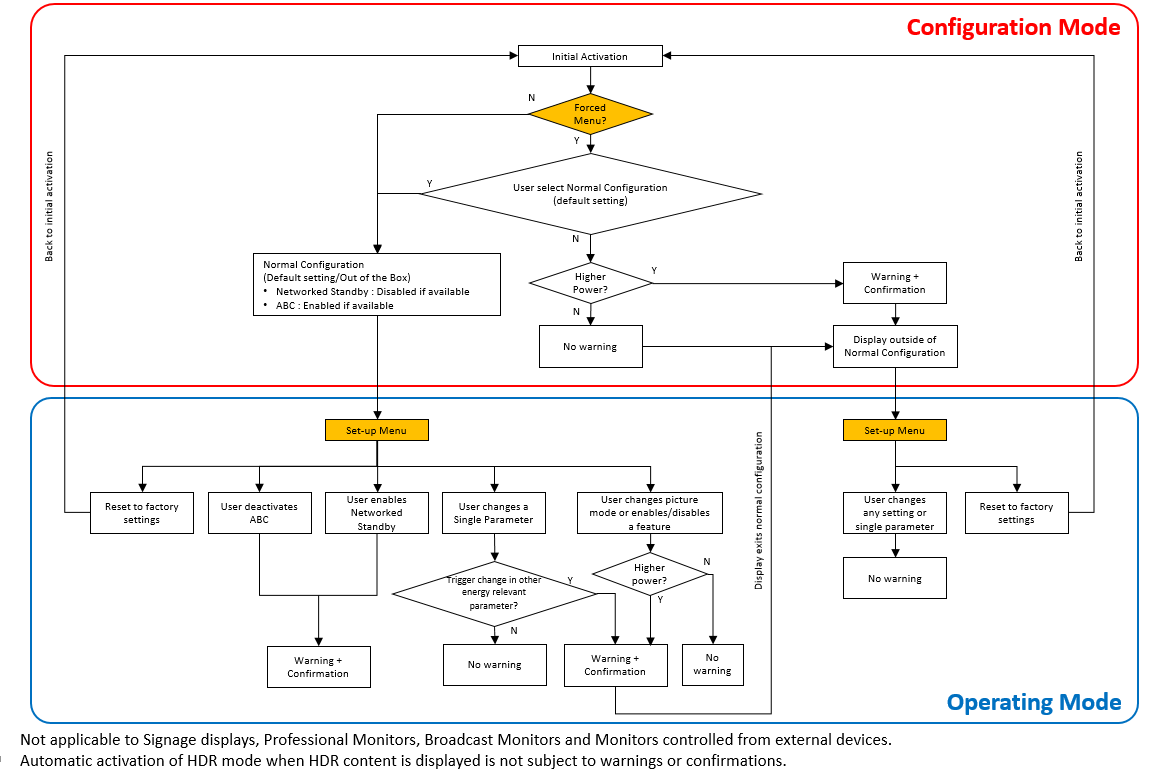 Configuration Mode
Initial Activation
N
Forced
Menu?
Y
User select Normal Configuration
(default setting)
Y
N
Back to initial activation
Back to initial activation
Normal Configuration
(Default setting/Out of the Box)
• Networked Standby : Disabled if available
• ABC : Enabled if available
Higher
Power?
Y
N
Warning +
Confirmation
No warning
Display outside of
Normal Configuration
Set-up Menu
Set-up Menu
Display exits normal configuration
Reset to factory
settings
User deactivates
ABC
User enables
Networked
Standby
User changes a
Single Parameter
User changes picture
mode or enables/disables
a feature
User changes
any setting or
single parameter
Reset to factory
settings
Trigger change in other
energy relevant
parameter?
Y
N
Higher
power?
N
Y
No warning
Warning +
Confirmation
No warning
Warning +
Confirmation
No
warning
Operating Mode
Not applicable to Signage displays, Professional Monitors, Broadcast Monitors and Monitors controlled from external devices.
Automatic activation of HDR mode when HDR content is displayed is not subject to warnings or confirmations.